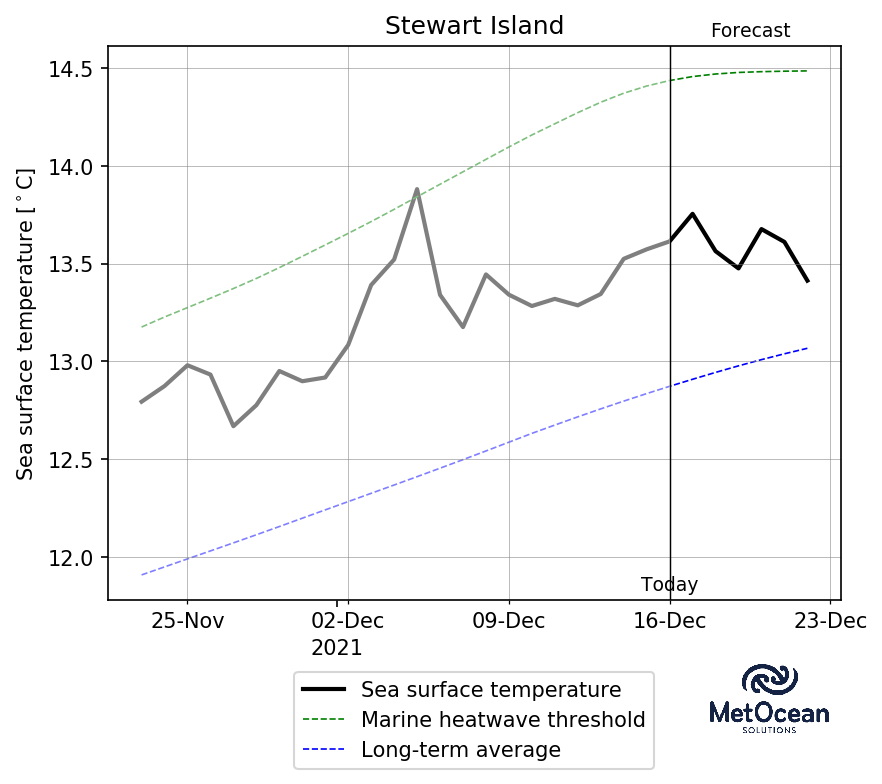 Stewart Island
Forecast
14.5
14.0
13.5
13.0
12.5
12.0
Sea surface temperature [°C]
Today
25-Nov
02-Dec
09-Dec
16-Dec
23-Dec
2021
Sea surface temperature
Marine heatwave threshold
Long-term average
MetOcean
SOLUTIONS